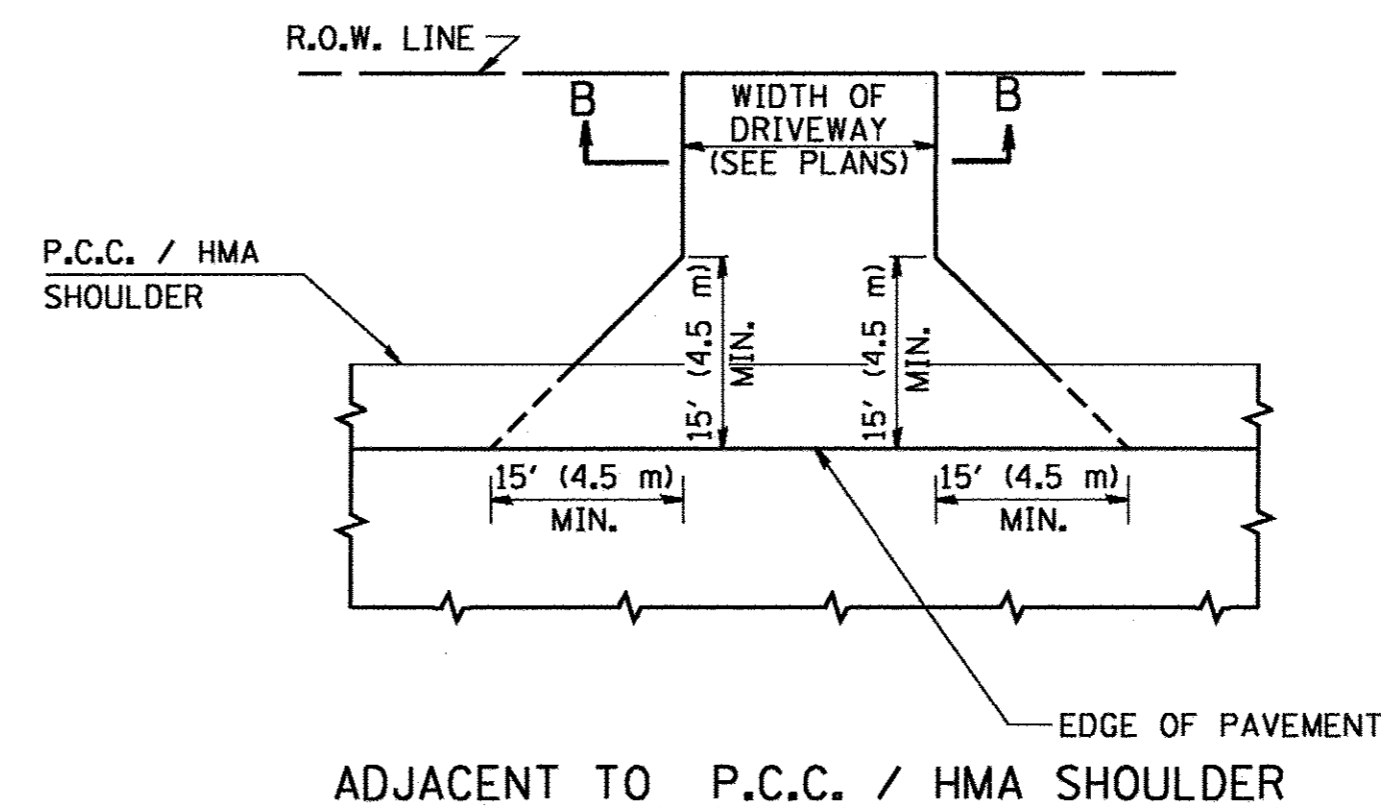 R.O.W. LINE
B
WIDTH OF
DRIVEWAY
(SEE PLANS)
B
P.C.C. / HMA
SHOULDER
15' (4.5 m)
MIN.
15' (4.5 m)
MIN.
15' (4.5 m)
MIN.
15' (4.5 m)
MIN.
EDGE OF PAVEMENT
ADJACENT TO P.C.C. / HMA SHOULDER